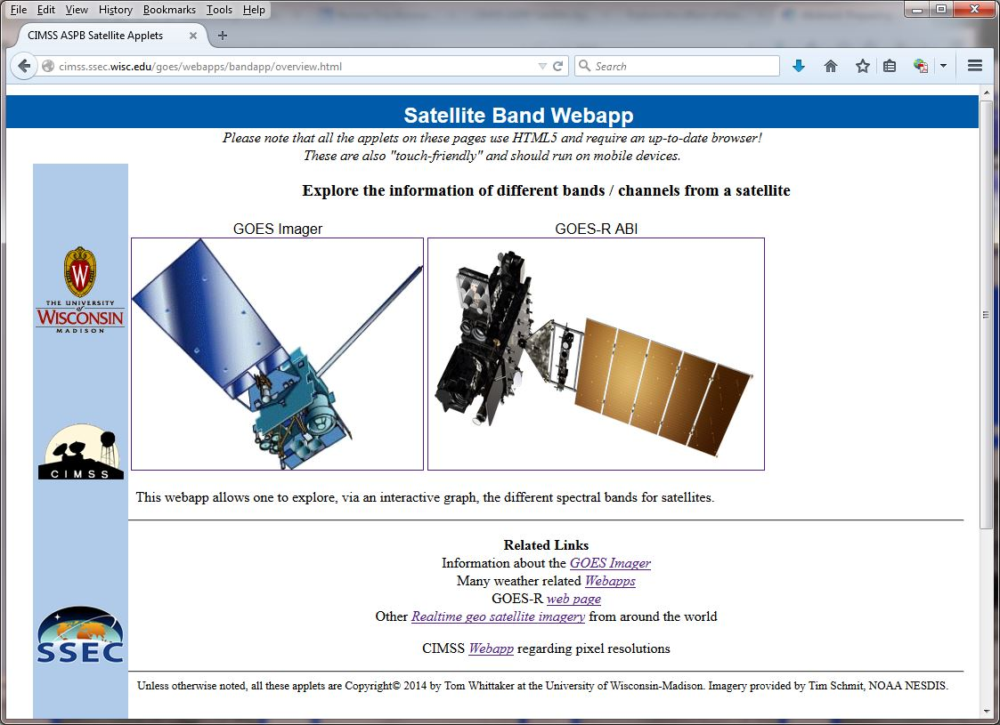 File Edit View History Bookmarks Tools Help
CIMSS ASPB Satellite Applets
cimss.ssec.wisc.edu/goes/webapps/bandapp/overview.html
Search
Satellite Band Webapp
Please note that all the applets on these pages use HTML5 and require an up-to-date browser!
These are also "touch-friendly" and should run on mobile devices.
Explore the information of different bands / channels from a satellite
GOES Imager GOES-R ABI
W
THE UNIVERSITY
of
WISCONSIN
MADISON
CIMSS
This webapp allows one to explore, via an interactive graph, the different spectral bands for satellites.
Related Links
Information about the GOES Imager
Many weather related Webapps
GOES-R web page
Other Realtime geo satellite imagery from around the world
SSEC
CIMSS Webapp regarding pixel resolutions
Unless otherwise noted, all these applets are Copyright© 2014 by Tom Whittaker at the University of Wisconsin-Madison. Imagery provided by Tim Schmit, NOAA NESDIS.